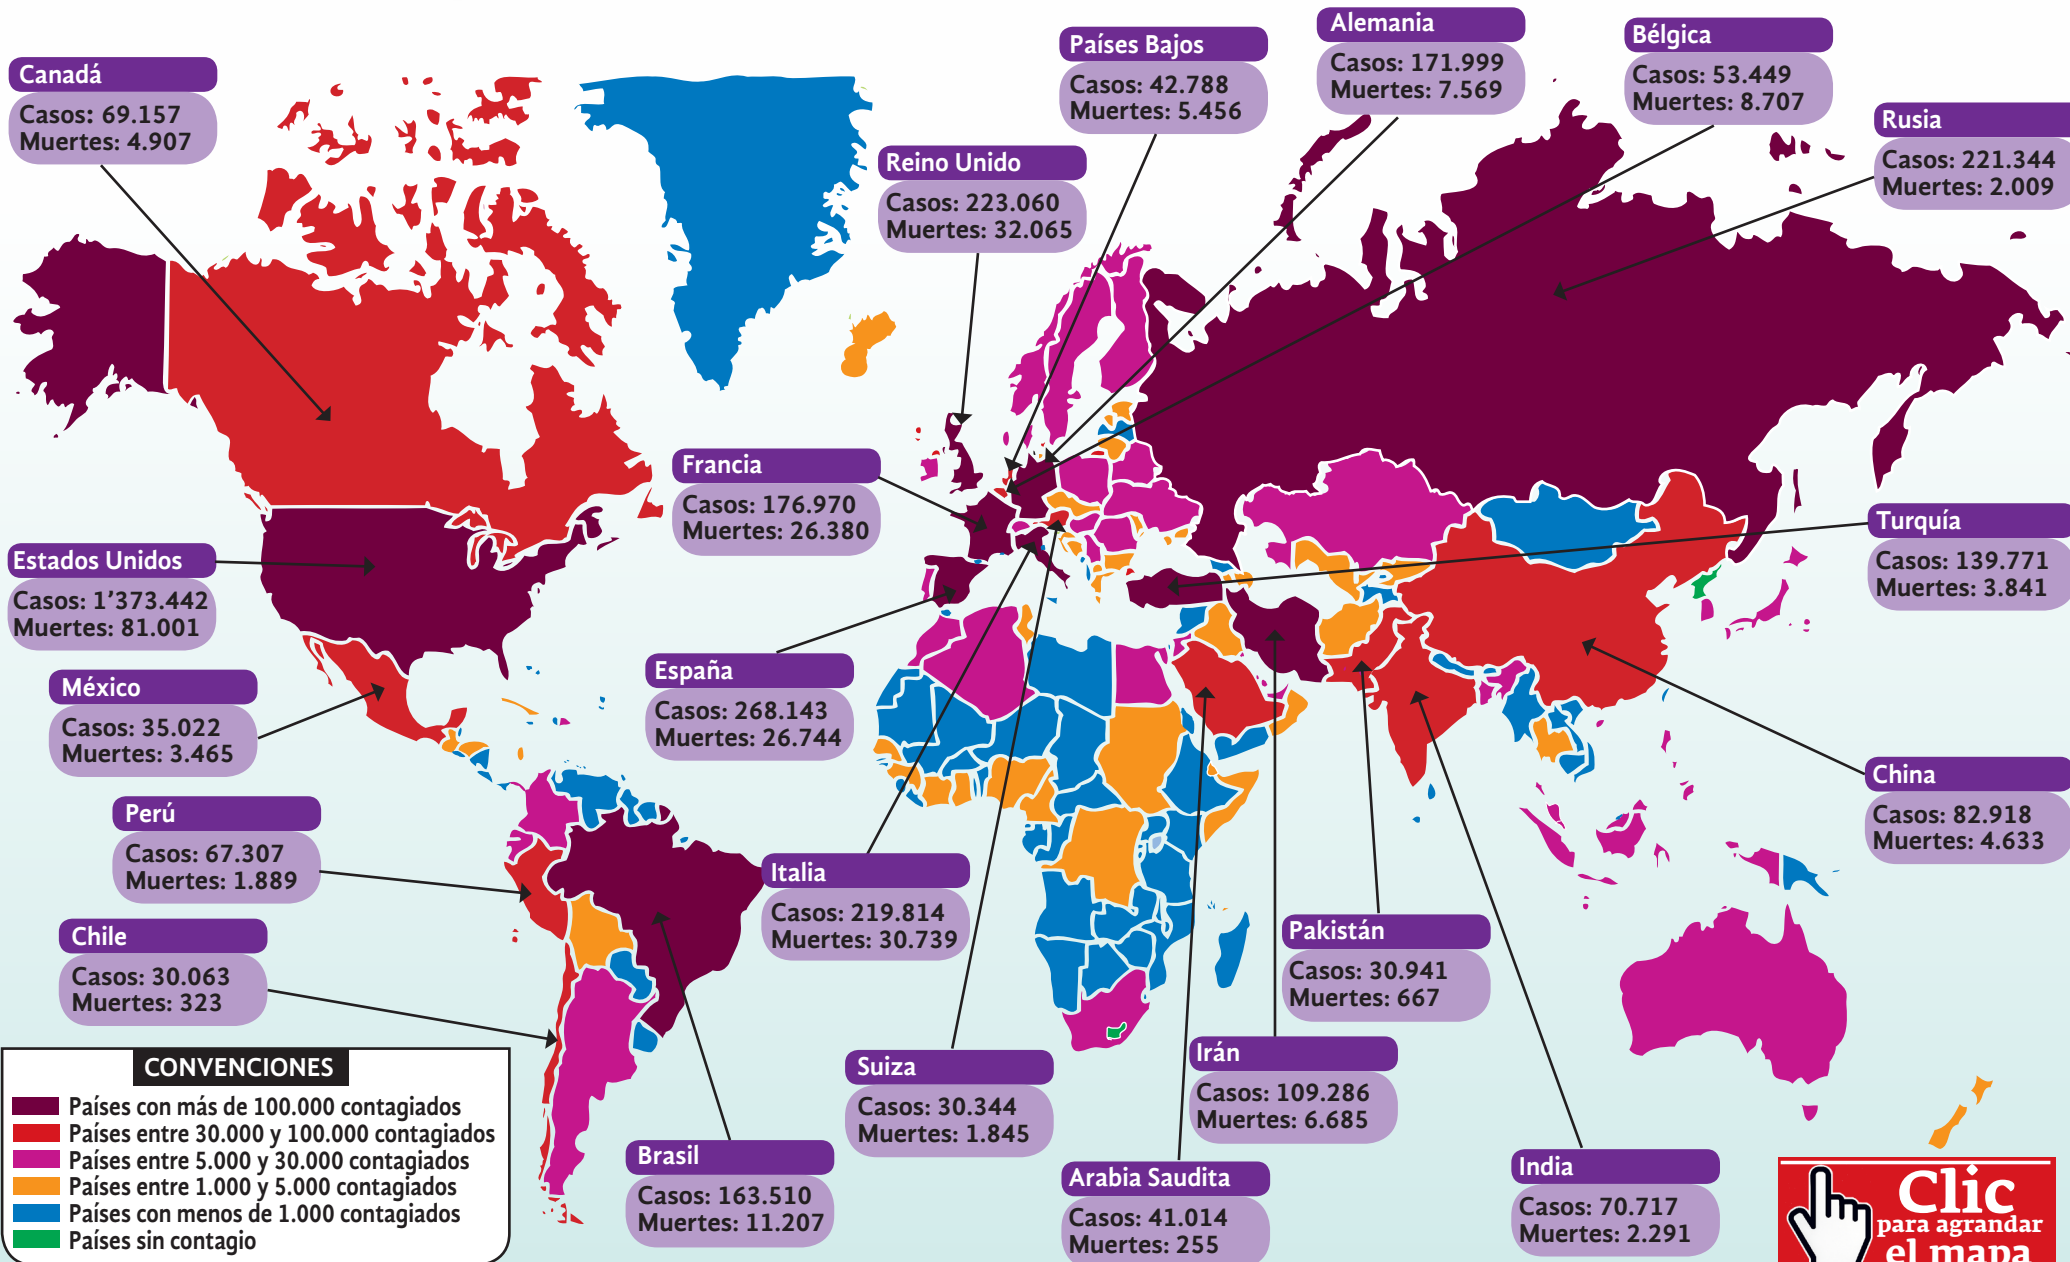 Canadá
Casos: 69.157
Muertes: 4.907
Países Bajos
Casos: 42.788
Muertes: 5.456
Alemania
Casos: 171.999
Muertes: 7.569
Bélgica
Casos: 53.449
Muertes: 8.707
Rusia
Casos: 221.344
Muertes: 2.009
Reino Unido
Casos: 223.060
Muertes: 32.065
Francia
Casos: 176.970
Muertes: 26.380
Estados Unidos
Casos: 1’373.442
Muertes: 81.001
Turquía
Casos: 139.771
Muertes: 3.841
España
Casos: 268.143
Muertes: 26.744
México
Casos: 35.022
Muertes: 3.465
China
Casos: 82.918
Muertes: 4.633
Perú
Casos: 67.307
Muertes: 1.889
Italia
Casos: 219.814
Muertes: 30.739
Chile
Casos: 30.063
Muertes: 323
Pakistán
Casos: 30.941
Muertes: 667
Suiza
Casos: 30.344
Muertes: 1.845
Irán
Casos: 109.286
Muertes: 6.685
Brasil
Casos: 163.510
Muertes: 11.207
Arabia Saudita
Casos: 41.014
Muertes: 255
India
Casos: 70.717
Muertes: 2.291
CONVENCIONES
Países con más de 100.000 contagiados
Países entre 30.000 y 100.000 contagiados
Países entre 5.000 y 30.000 contagiados
Países entre 1.000 y 5.000 contagiados
Países con menos de 1.000 contagiados
Países sin contagio
Clic
para agrandar
el mapa